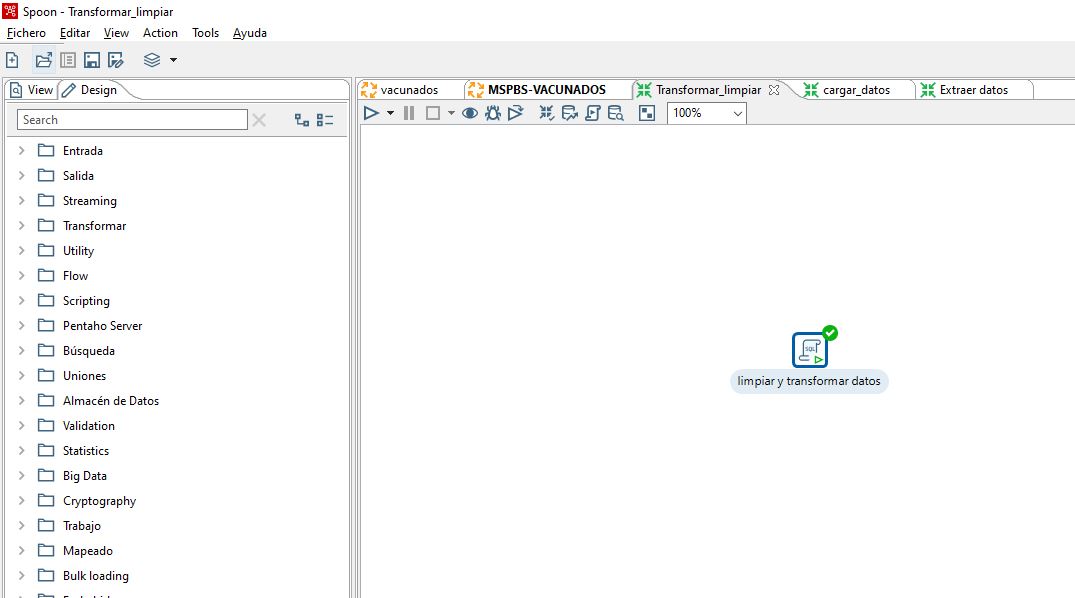 Spoon - Transformar_limpiar
Fichero Editar View Action Tools Ayuda
View Design
vacunados MSPBS-VACUNADOS Transformar_limpiar cargar_datos Extraer datos
Search
100%
Entrada
Salida
Streaming
Transformar
Utility
Flow
Scripting
Pentaho Server
Búsqueda
Uniones
Almacén de Datos
Validation
Statistics
Big Data
Cryptography
Trabajo
Mapeado
Bulk loading
SQL
limpiar y transformar datos